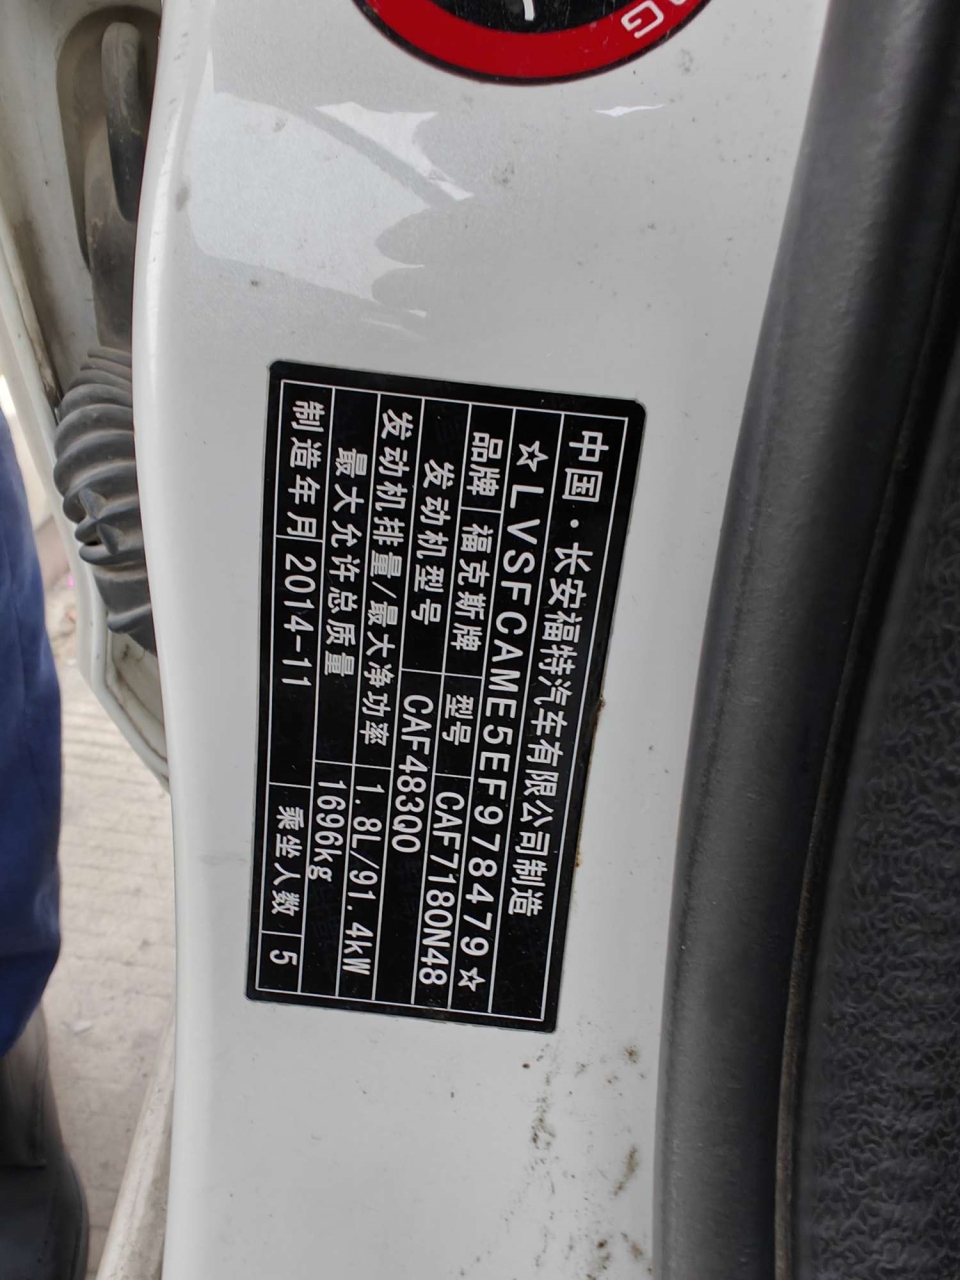 中国·长安福特汽车有限公司制造
☆LVSFCAME5EF978479☆
品牌 福克斯牌 型号 CAF7180N48
发动机型号 CAF483Q0
发动机排量/最大净功率 1.8L/91.4kW
最大允许总质量 1696kg
制造年月 2014-11 乘坐人数 5